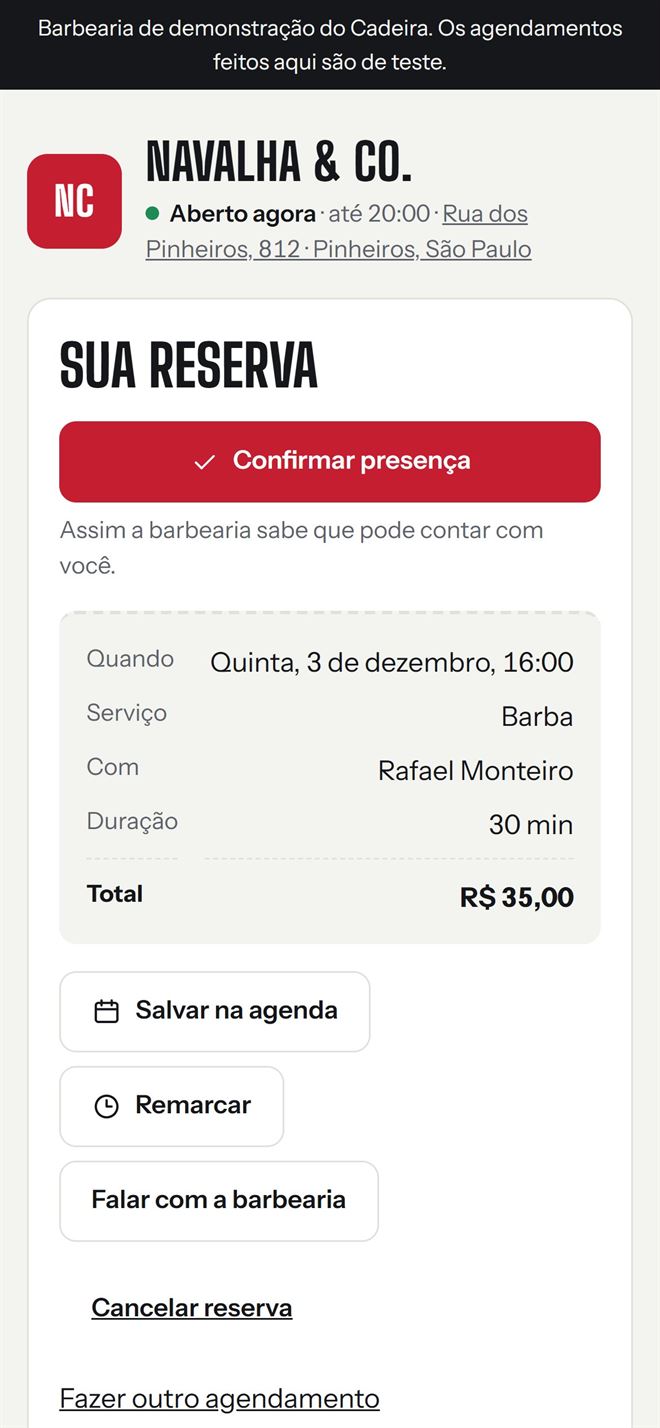 Barbearia de demonstração do Cadeira. Os agendamentos
feitos aqui são de teste.
NC
NAVALHA & CO.
Aberto agora · até 20:00 · Rua dos
Pinheiros, 812 · Pinheiros, São Paulo
SUA RESERVA
Confirmar presença
Assim a barbearia sabe que pode contar com
você.
Quando Quinta, 3 de dezembro, 16:00
Serviço Barba
Com Rafael Monteiro
Duração 30 min
Total R$ 35,00
Salvar na agenda
Remarcar
Falar com a barbearia
Cancelar reserva
Fazer outro agendamento